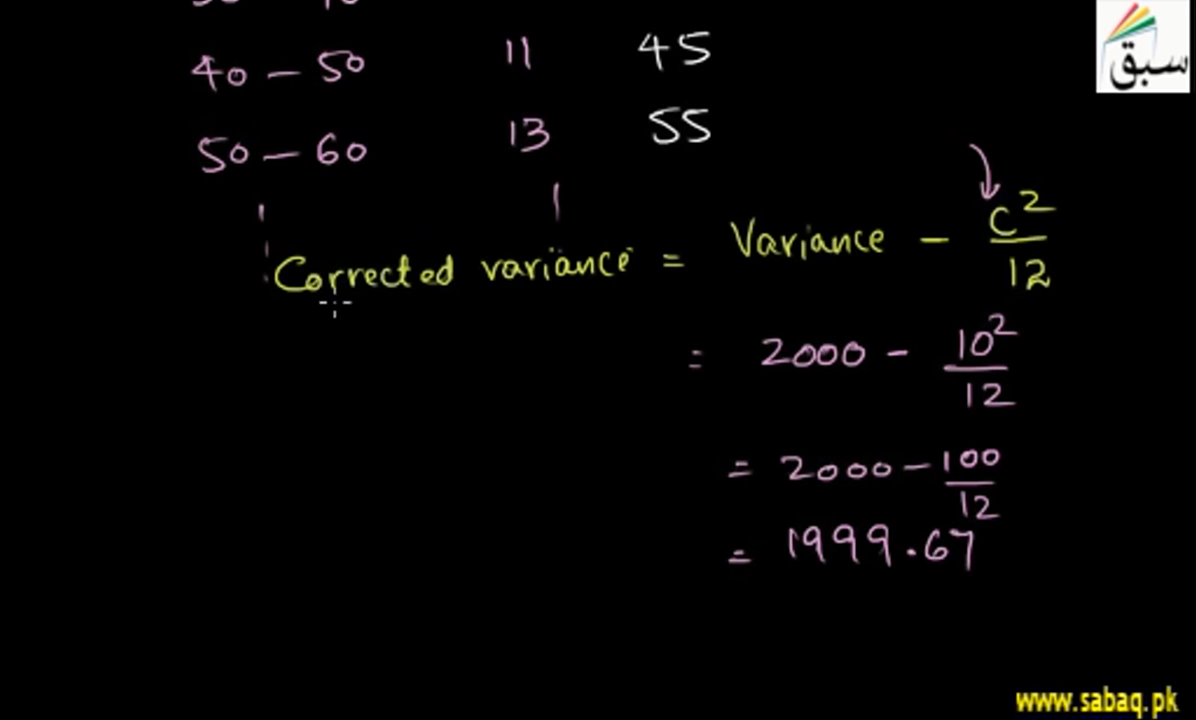 سبق
40 – 50 11 45
50 – 60 13 55
Corrected variance = Variance – C²/12
= 2000 – 10²/12
= 2000 – 100/12
= 1999.67
www.sabaq.pk